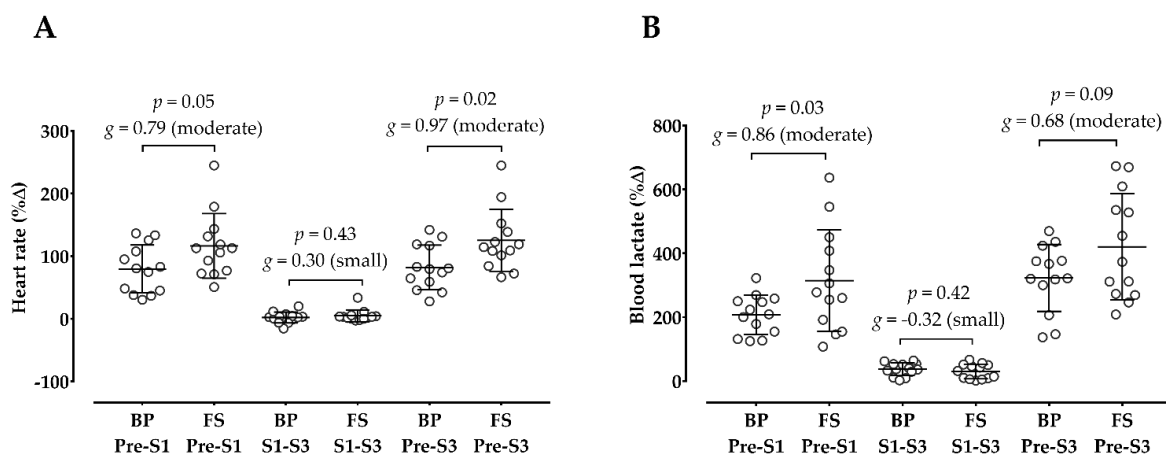 A
p = 0.05
g = 0.79 (moderate)
p = 0.02
g = 0.97 (moderate)
p = 0.43
g = 0.30 (small)
Heart rate (%Δ)
300
200
100
0
-100
BP
Pre-S1
FS
Pre-S1
BP
S1-S3
FS
S1-S3
BP
Pre-S3
FS
Pre-S3
B
p = 0.03
g = 0.86 (moderate)
p = 0.09
g = 0.68 (moderate)
p = 0.42
g = -0.32 (small)
Blood lactate (%Δ)
800
600
400
200
0
BP
Pre-S1
FS
Pre-S1
BP
S1-S3
FS
S1-S3
BP
Pre-S3
FS
Pre-S3